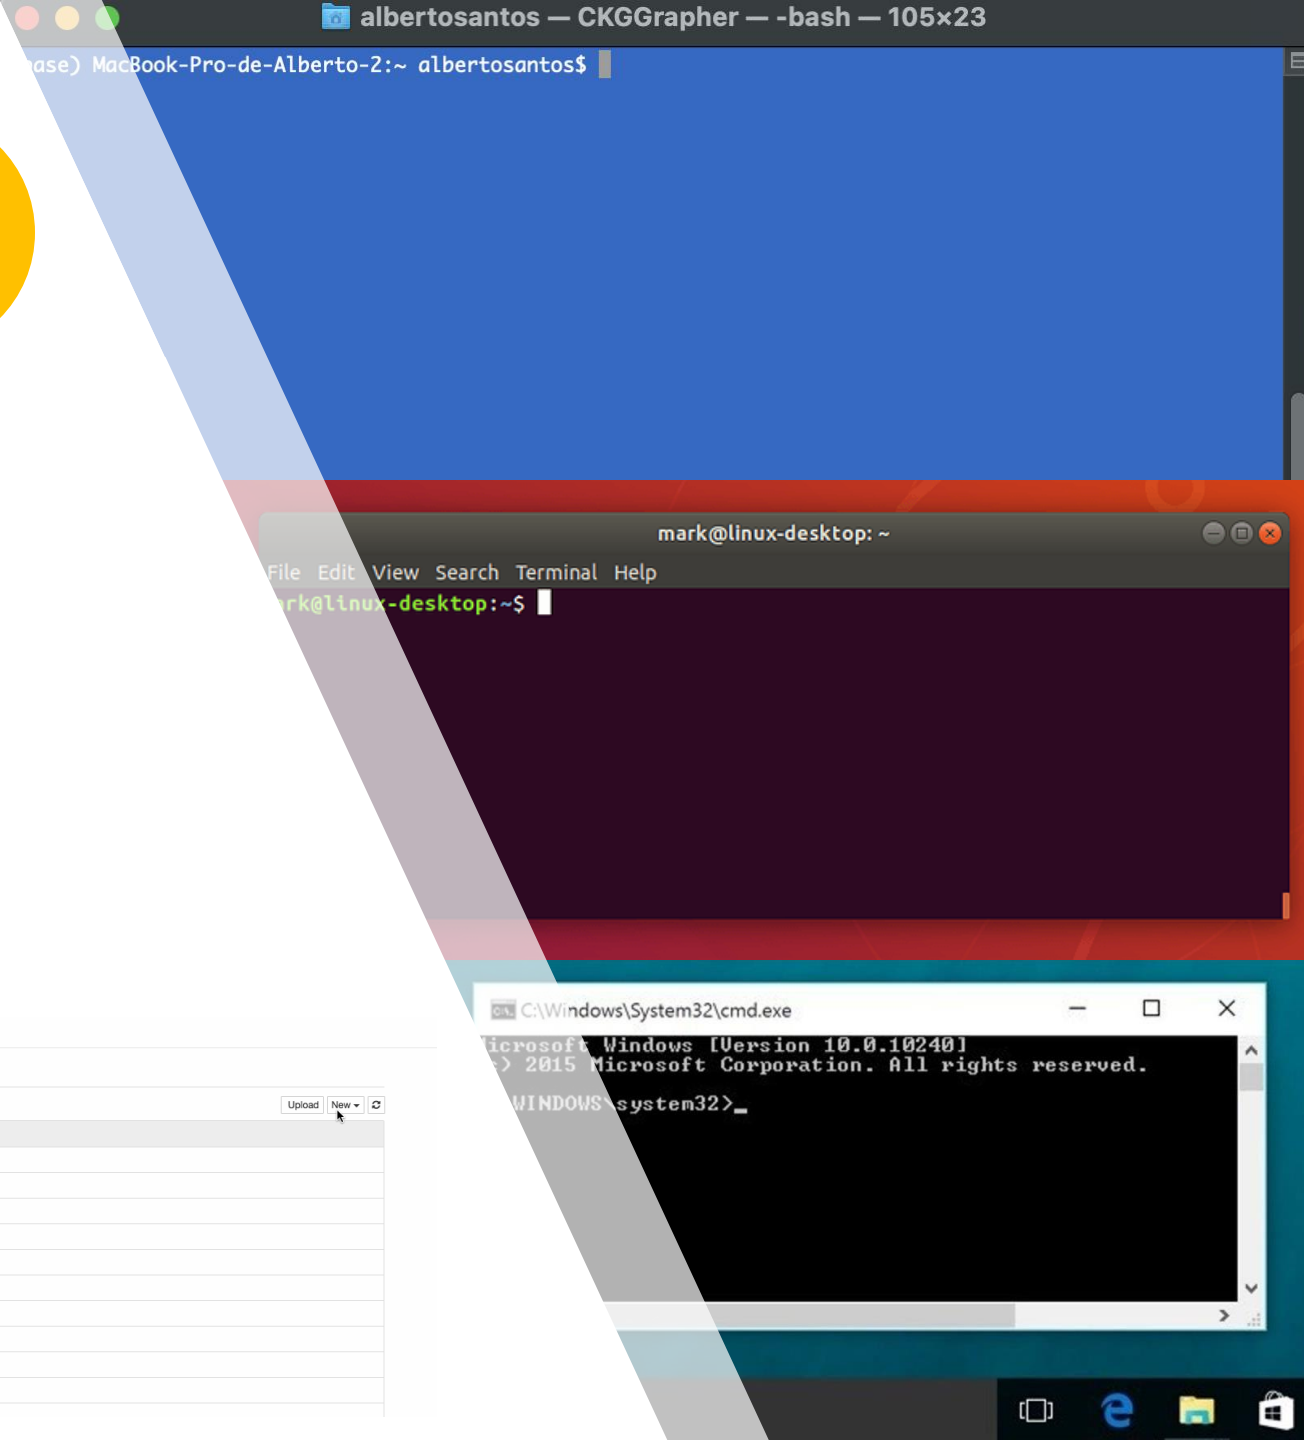 albertosantos — CKGGrapher — -bash — 105×23
ase) MacBook-Pro-de-Alberto-2:~ albertosantos$
mark@linux-desktop: ~
File Edit View Search Terminal Help
ark@linux-desktop:~$
C:\Windows\System32\cmd.exe
icrosoft Windows [Version 10.0.10240]
c) 2015 Microsoft Corporation. All rights reserved.
WINDOWS\system32>_
Upload New